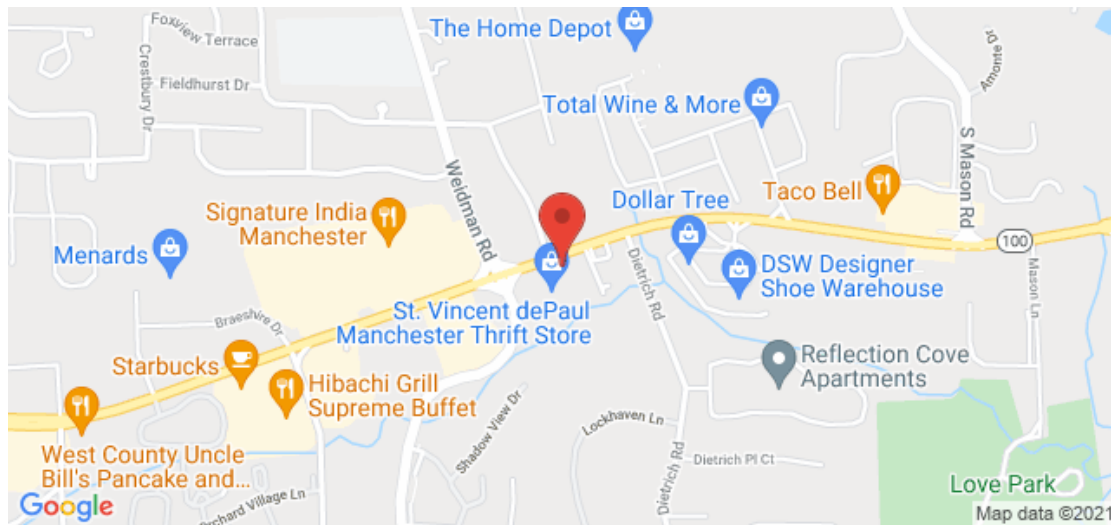 Foxview Terrace
The Home Depot
Crestbury Dr
Fieldhurst Dr
Amonte Dr
Total Wine & More
Weidman Rd
S Mason Rd
Taco Bell
Dollar Tree
Signature India
Manchester
Menards
100
Dietrich Rd
DSW Designer
Shoe Warehouse
Mason Ln
St. Vincent dePaul
Manchester Thrift Store
Braeshire Dr
Starbucks
Reflection Cove
Apartments
Hibachi Grill
Supreme Buffet
Shadow View Dr
Lockhaven Ln
Dietrich Rd
Dietrich Pl Ct
West County Uncle
Bill's Pancake and...
Love Park
Orchard Village Ln
Google
Map data ©2021